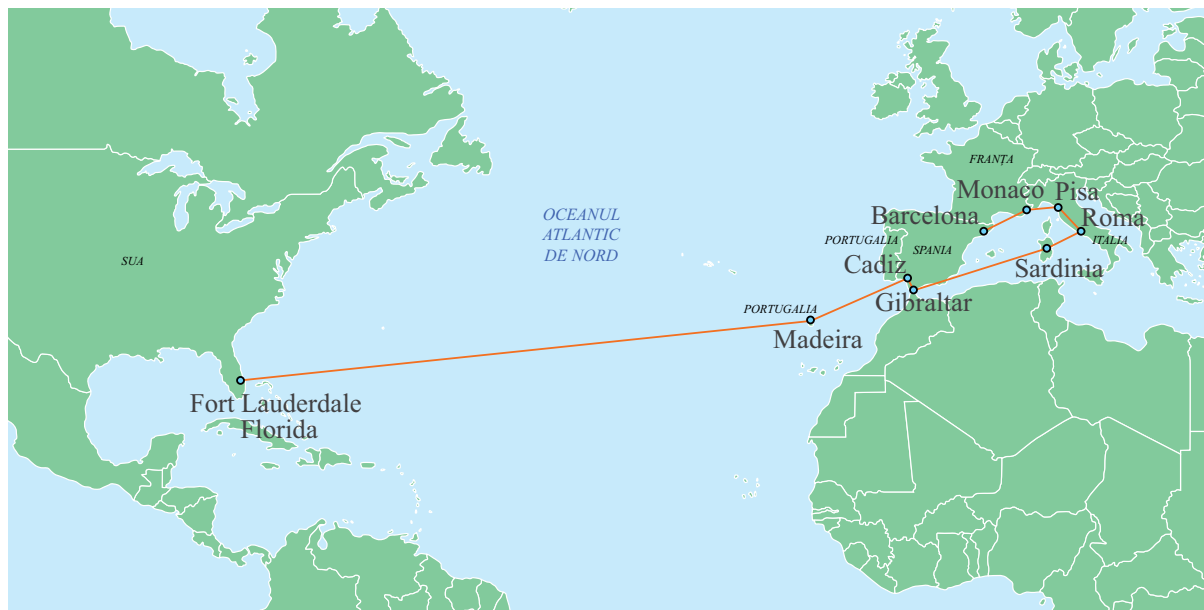 FRANȚA
Monaco
Pisa
Barcelona
Roma
OCEANUL
ATLANTIC
DE NORD
PORTUGALIA
SPANIA
ITALIA
SUA
Cadiz
Sardinia
Gibraltar
PORTUGALIA
Madeira
Fort Lauderdale
Florida